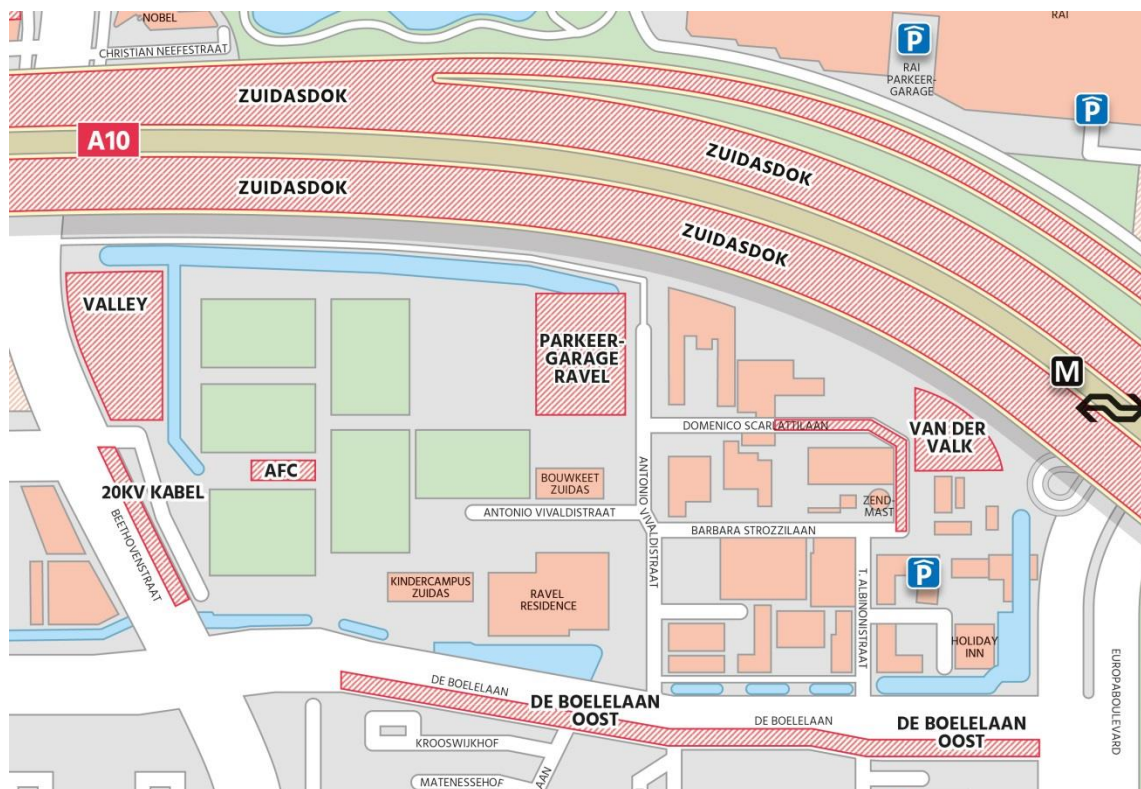 NOBEL
RAI
CHRISTIAN NEEFESTRAAT
P
RAI
PARKEER-
GARAGE
P
ZUIDASDOK
A10
ZUIDASDOK
ZUIDASDOK
ZUIDASDOK
VALLEY
PARKEER-
GARAGE
RAVEL
M
DOMENICO SCARLATTILAAN
VAN DER
VALK
AFC
20KV KABEL
BEETHOVENSTRAAT
BOUWKEET
ZUIDAS
ANTONIO VIVALDISTRAAT
ANTONIO VIVALDISTRAAT
ZEND-
MAST
BARBARA STROZZILAAN
KINDERCAMPUS
ZUIDAS
RAVEL
RESIDENCE
T. ALBINONISTRAAT
P
HOLIDAY
INN
EUROPABOULEVARD
DE BOELELAAN
DE BOELELAAN
OOST
DE BOELELAAN
DE BOELELAAN
OOST
KROOSWIJKHOF
MATENESSEHOF
AAN